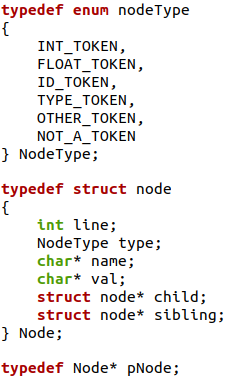 typedef enum nodeType
{
    INT_TOKEN,
    FLOAT_TOKEN,
    ID_TOKEN,
    TYPE_TOKEN,
    OTHER_TOKEN,
    NOT_A_TOKEN
} NodeType;

typedef struct node
{
    int line;
    NodeType type;
    char* name;
    char* val;
    struct node* child;
    struct node* sibling;
} Node;

typedef Node* pNode;